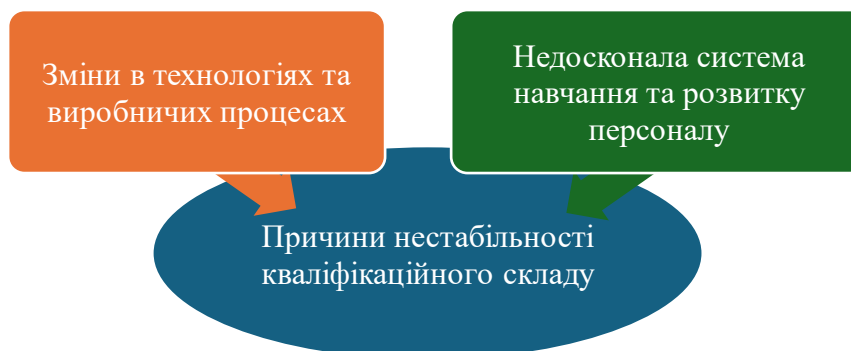 Зміни в технологіях та
виробничих процесах
Недосконала система
навчання та розвитку
персоналу
Причини нестабільності
кваліфікаційного складу